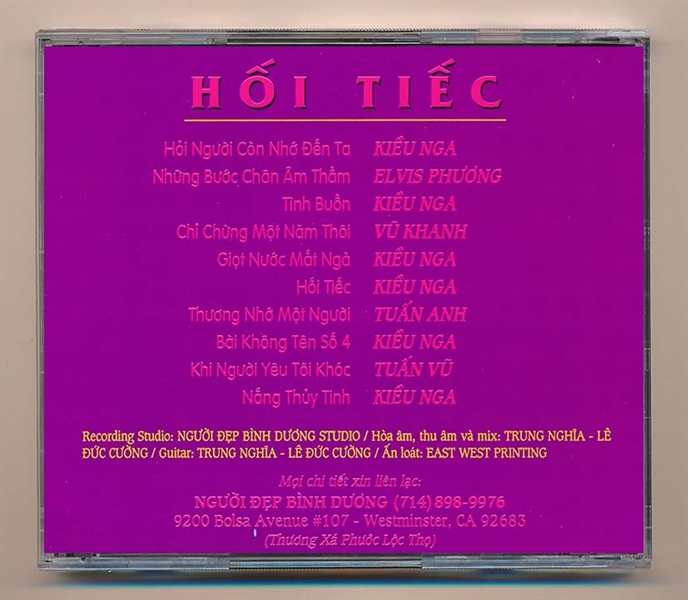 HỐI TIẾC
Hỏi Người Còn Nhớ Đến Ta KIỀU NGA
Những Bước Chân Âm Thầm ELVIS PHƯƠNG
Tình Buồn KIỀU NGA
Chỉ Chừng Một Năm Thôi VŨ KHANH
Giọt Nước Mắt Ngà KIỀU NGA
Hối Tiếc KIỀU NGA
Thương Nhớ Một Người TUẤN ANH
Bài Không Tên Số 4 KIỀU NGA
Khi Người Yêu Tôi Khóc TUẤN VŨ
Nắng Thủy Tinh KIỀU NGA
Recording Studio: NGƯỜI ĐẸP BÌNH DƯƠNG STUDIO / Hòa âm, thu âm và mix: TRUNG NGHĨA - LÊ
ĐỨC CƯỜNG / Guitar: TRUNG NGHĨA - LÊ ĐỨC CƯỜNG / Ấn loát: EAST WEST PRINTING
Mọi chi tiết xin liên lạc:
NGƯỜI ĐẸP BÌNH DƯƠNG (714) 898-9976
9200 Bolsa Avenue #107 - Westminster, CA 92683
(Thương Xá Phước Lộc Thọ)